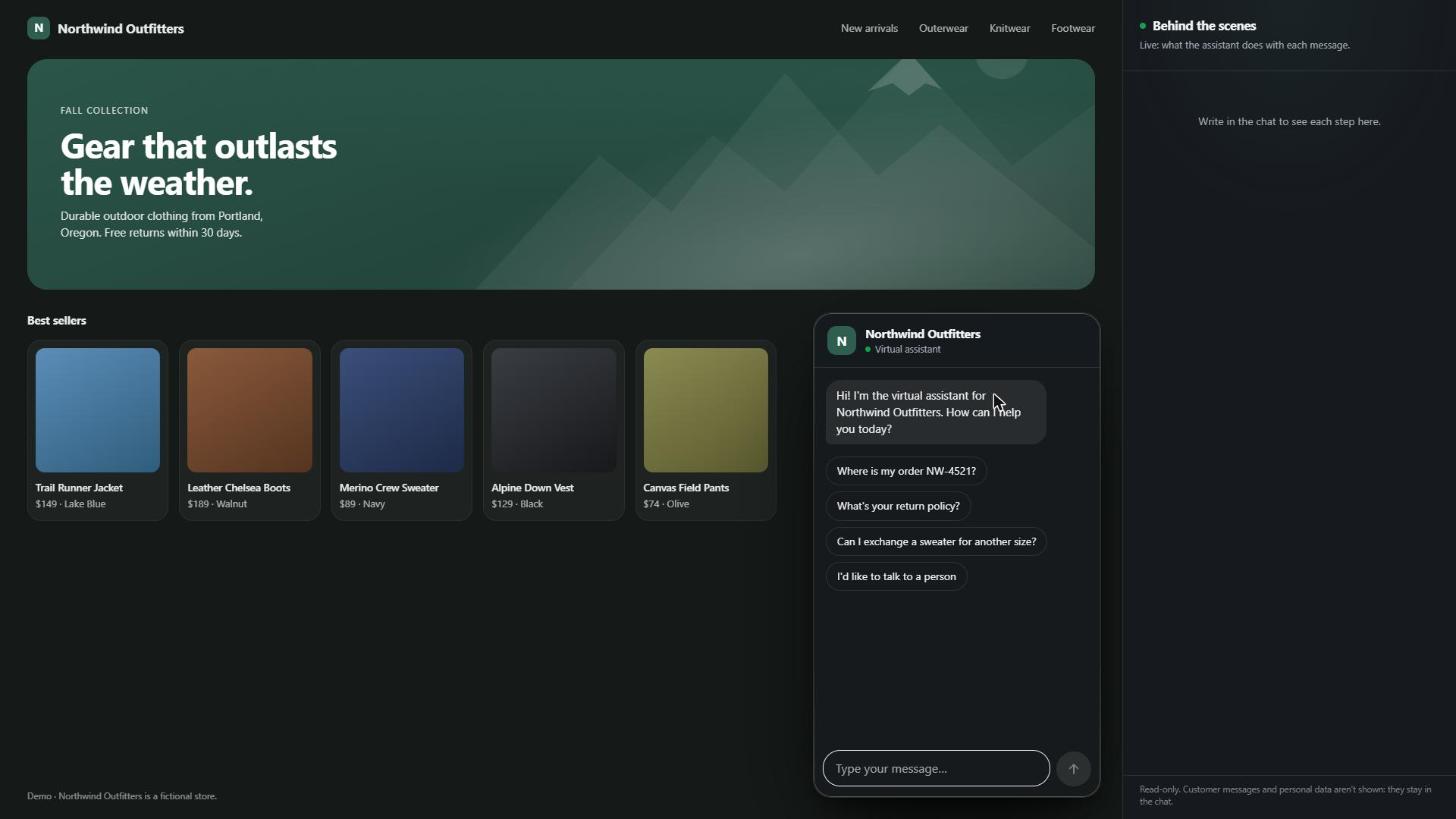 N
Northwind Outfitters
New arrivals
Outerwear
Knitwear
Footwear
FALL COLLECTION
Gear that outlasts
the weather.
Durable outdoor clothing from Portland,
Oregon. Free returns within 30 days.
Best sellers
Trail Runner Jacket
$149 · Lake Blue
Leather Chelsea Boots
$189 · Walnut
Merino Crew Sweater
$89 · Navy
Alpine Down Vest
$129 · Black
Canvas Field Pants
$74 · Olive
Demo · Northwind Outfitters is a fictional store.
N
Northwind Outfitters
Virtual assistant
Hi! I'm the virtual assistant for
Northwind Outfitters. How can I help
you today?
Where is my order NW-4521?
What's your return policy?
Can I exchange a sweater for another size?
I'd like to talk to a person
Type your message...
Behind the scenes
Live: what the assistant does with each message.
Write in the chat to see each step here.
Read-only. Customer messages and personal data aren't shown: they stay in
the chat.